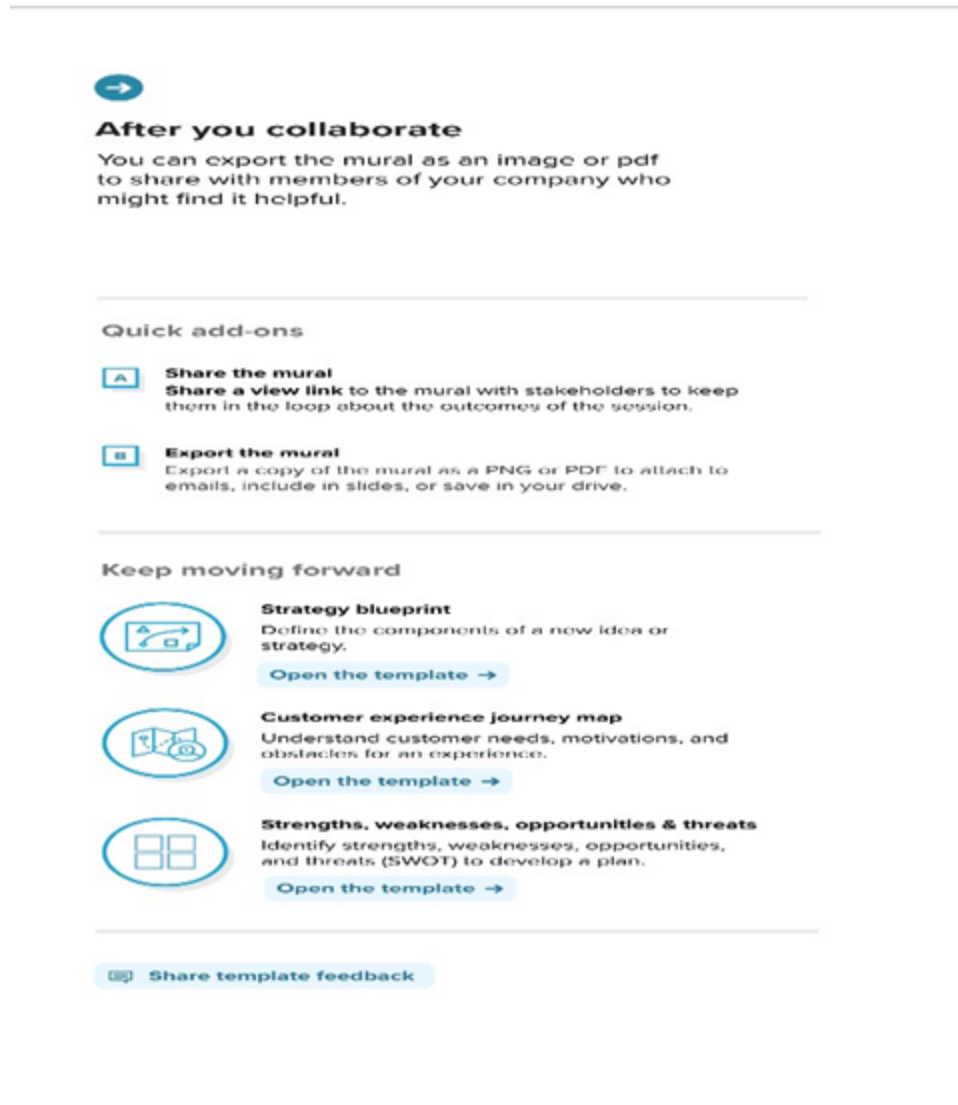 After you collaborate
You can export the mural as an image or pdf
to share with members of your company who
might find it helpful.
Quick add-ons
A
Share the mural
Share a view link to the mural with stakeholders to keep
them in the loop about the outcomes of the session.
B
Export the mural
Export a copy of the mural as a PNG or PDF to attach to
emails, include in slides, or save in your drive.
Keep moving forward
Strategy blueprint
Define the components of a new idea or
strategy.
Open the template →
Customer experience journey map
Understand customer needs, motivations, and
obstacles for an experience.
Open the template →
Strengths, weaknesses, opportunities & threats
Identify strengths, weaknesses, opportunities,
and threats (SWOT) to develop a plan.
Open the template →
Share template feedback